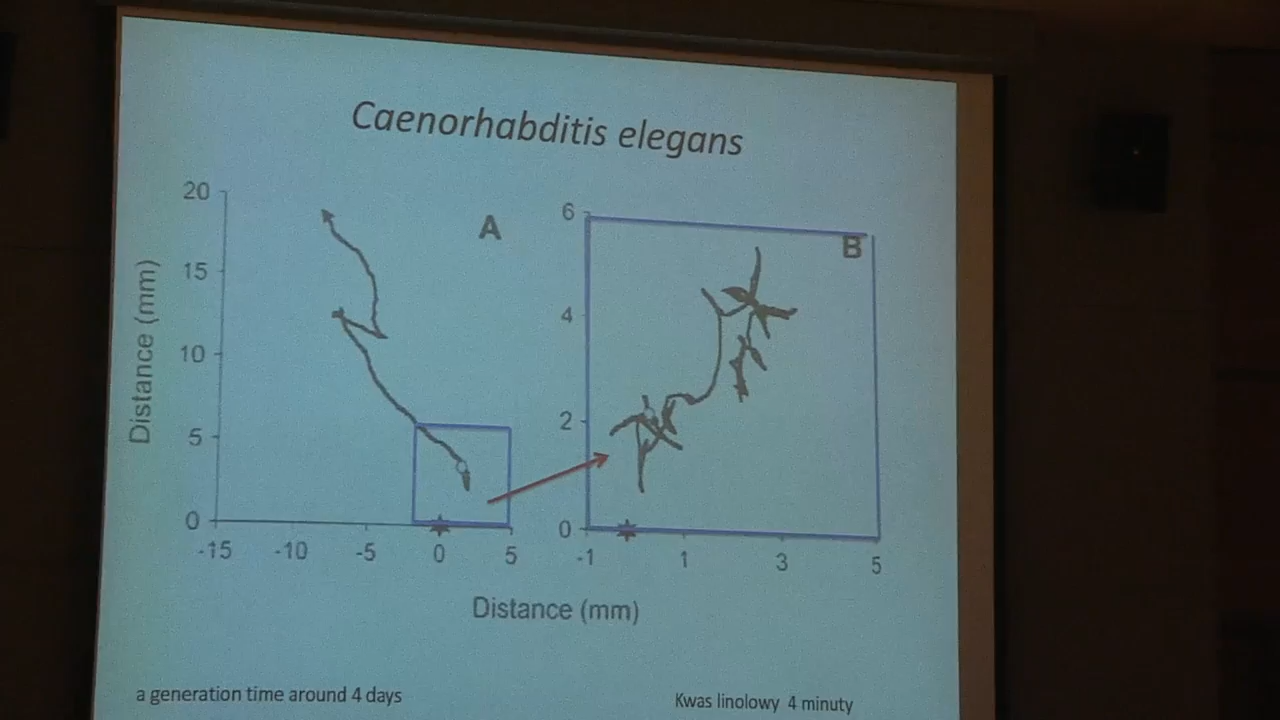 Caenorhabditis elegans
A
B
Distance (mm)
20
15
10
5
0
-15
-10
-5
0
5
6
4
2
0
-1
1
3
5
Distance (mm)
a generation time around 4 days
Kwas linolowy 4 minuty